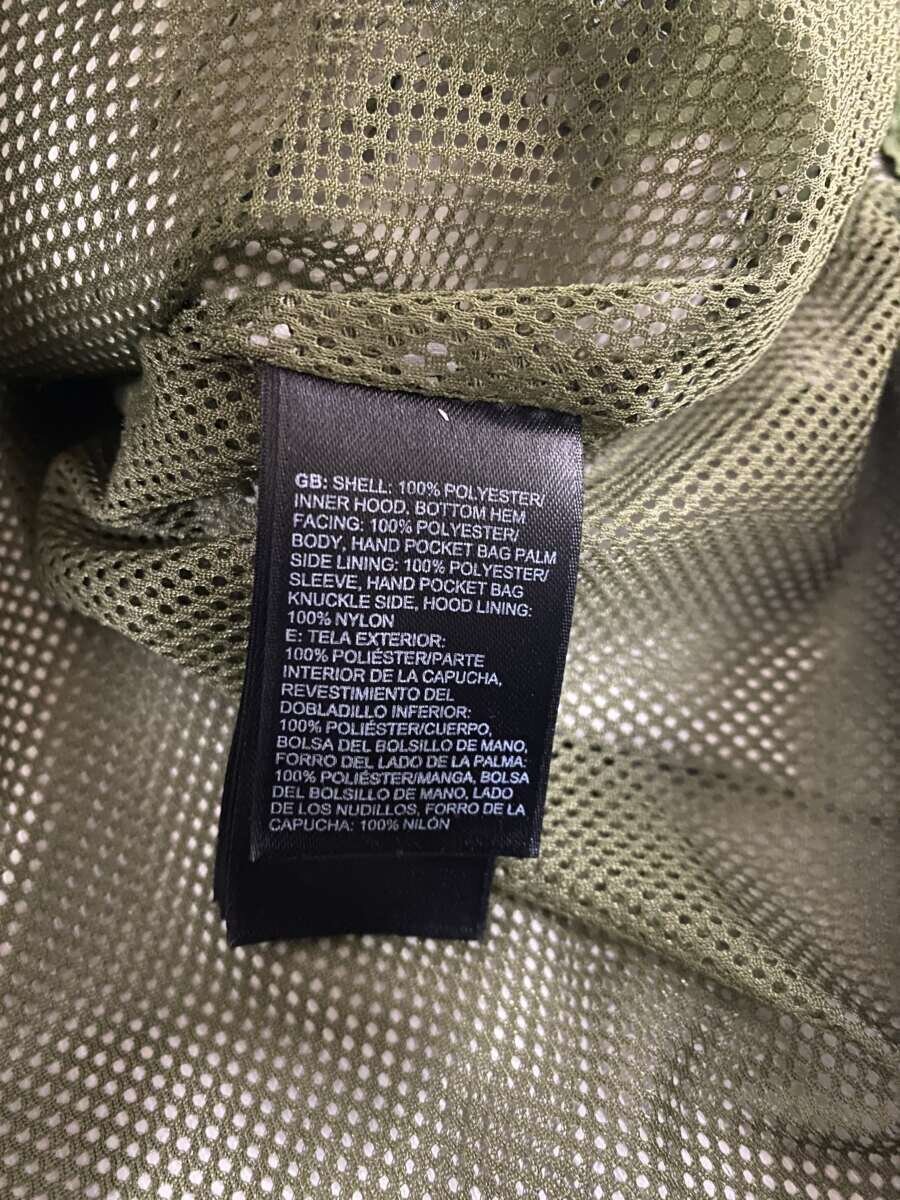 GB: SHELL: 100% POLYESTER/
INNER HOOD, BOTTOM HEM
FACING: 100% POLYESTER/
BODY, HAND POCKET BAG PALM
SIDE LINING: 100% POLYESTER/
SLEEVE, HAND POCKET BAG
KNUCKLE SIDE, HOOD LINING:
100% NYLON
E: TELA EXTERIOR:
100% POLIÉSTER/PARTE
INTERIOR DE LA CAPUCHA,
REVESTIMIENTO DEL
DOBLADILLO INFERIOR:
100% POLIÉSTER/CUERPO,
BOLSA DEL BOLSILLO DE MANO,
FORRO DEL LADO DE LA PALMA:
100% POLIÉSTER/MANGA, BOLSA
DEL BOLSILLO DE MANO, LADO
DE LOS NUDILLOS, FORRO DE LA
CAPUCHA: 100% NILÓN